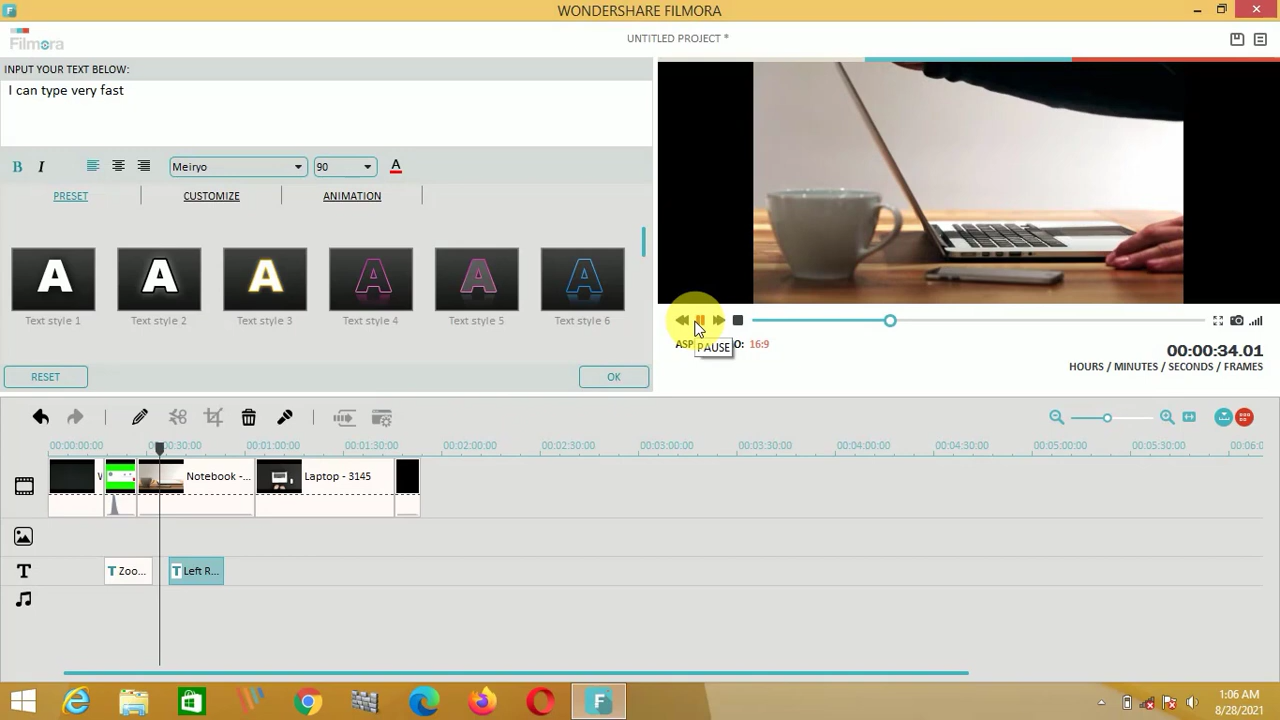 WONDERSHARE FILMORA
Filmora
UNTITLED PROJECT *
INPUT YOUR TEXT BELOW:
I can type very fast
B I Meiryo 90 A
PRESET CUSTOMIZE ANIMATION
A A A A A A
Text style 1 Text style 2 Text style 3 Text style 4 Text style 5 Text style 6
RESET OK
PAUSE
ASP O: 16:9
00:00:34.01
HOURS / MINUTES / SECONDS / FRAMES
00:00:00:00 00:00:30:00 00:01:00:00 00:01:30:00 00:02:00:00 00:02:30:00 00:03:00:00 00:03:30:00 00:04:00:00 00:04:30:00 00:05:00:00 00:05:30:00 00:06:0
Notebook -... Laptop - 3145
T T Zoo... T Left R...
1:06 AM
8/28/2021